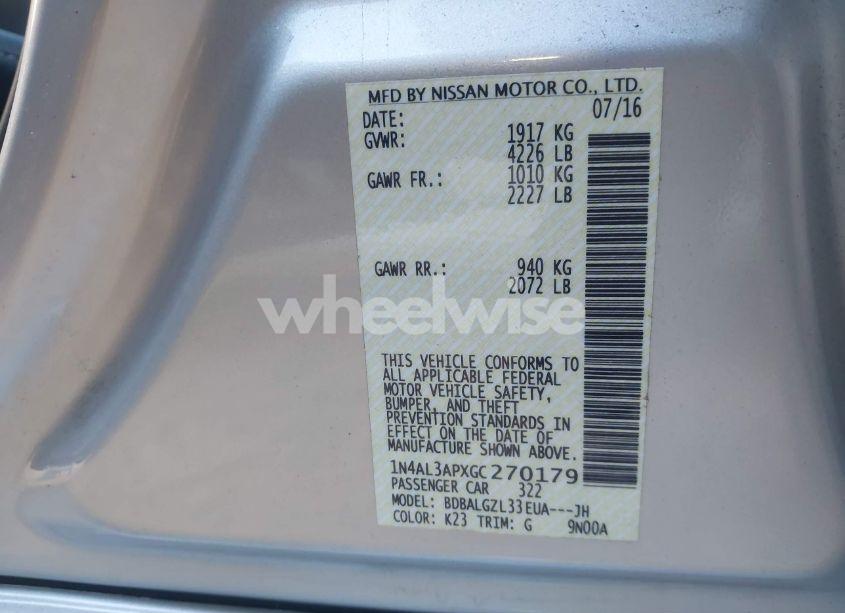 MFD BY NISSAN MOTOR CO., LTD.
DATE: 07/16
GVWR: 1917 KG
4226 LB
GAWR FR.: 1010 KG
2227 LB
GAWR RR.: 940 KG
2072 LB
wheelwise
THIS VEHICLE CONFORMS TO
ALL APPLICABLE FEDERAL
MOTOR VEHICLE SAFETY,
BUMPER, AND THEFT
PREVENTION STANDARDS IN
EFFECT ON THE DATE OF
MANUFACTURE SHOWN ABOVE.
1N4AL3APXGC270179
PASSENGER CAR 322
MODEL: BDBALGZL33EUA---JH
COLOR: K23 TRIM: G 9N00A